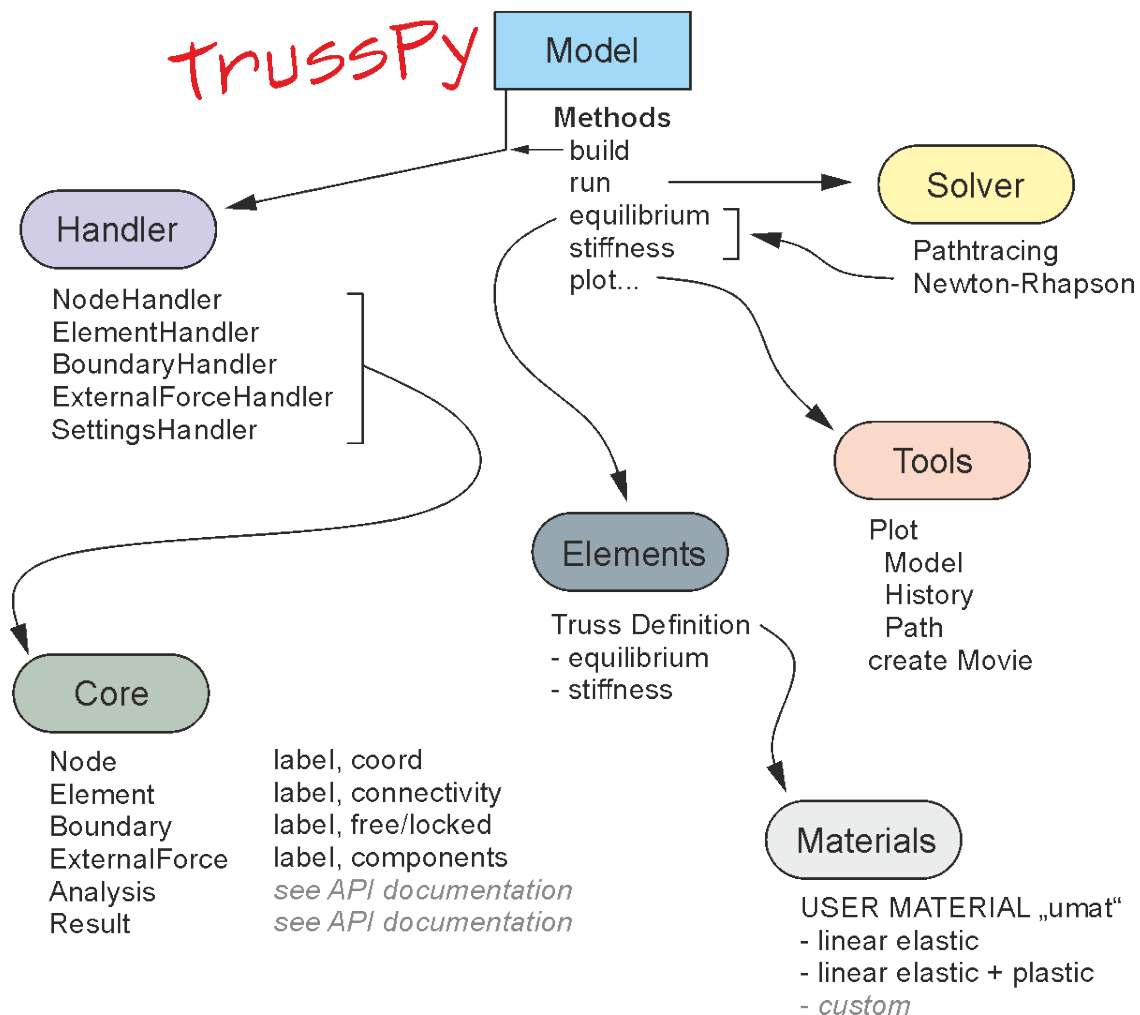 TrussPy
Model
Methods
build
run
equilibrium
stiffness
plot...
Solver
Pathtracing
Newton-Rhapson
Handler
NodeHandler
ElementHandler
BoundaryHandler
ExternalForceHandler
SettingsHandler
Tools
Plot
Model
History
Path
create Movie
Elements
Truss Definition
- equilibrium
- stiffness
Core
Node label, coord
Element label, connectivity
Boundary label, free/locked
ExternalForce label, components
Analysis see API documentation
Result see API documentation
Materials
USER MATERIAL „umat“
- linear elastic
- linear elastic + plastic
- custom